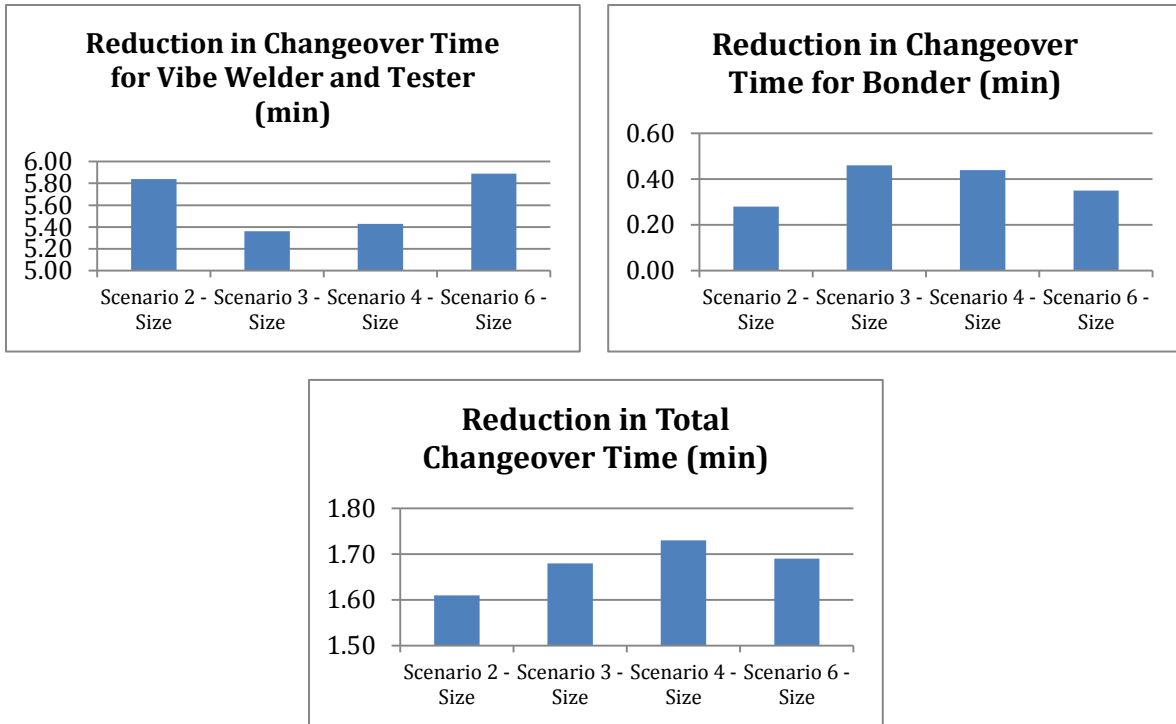 Reduction in Changeover Time
for Vibe Welder and Tester
(min)
6.00
5.80
5.60
5.40
5.20
5.00
Scenario 2 - Scenario 3 - Scenario 4 - Scenario 6 -
Size Size Size Size
Reduction in Changeover
Time for Bonder (min)
0.60
0.40
0.20
0.00
Scenario 2 - Scenario 3 - Scenario 4 - Scenario 6 -
Size Size Size Size
Reduction in Total
Changeover Time (min)
1.80
1.70
1.60
1.50
Scenario 2 - Scenario 3 - Scenario 4 - Scenario 6 -
Size Size Size Size